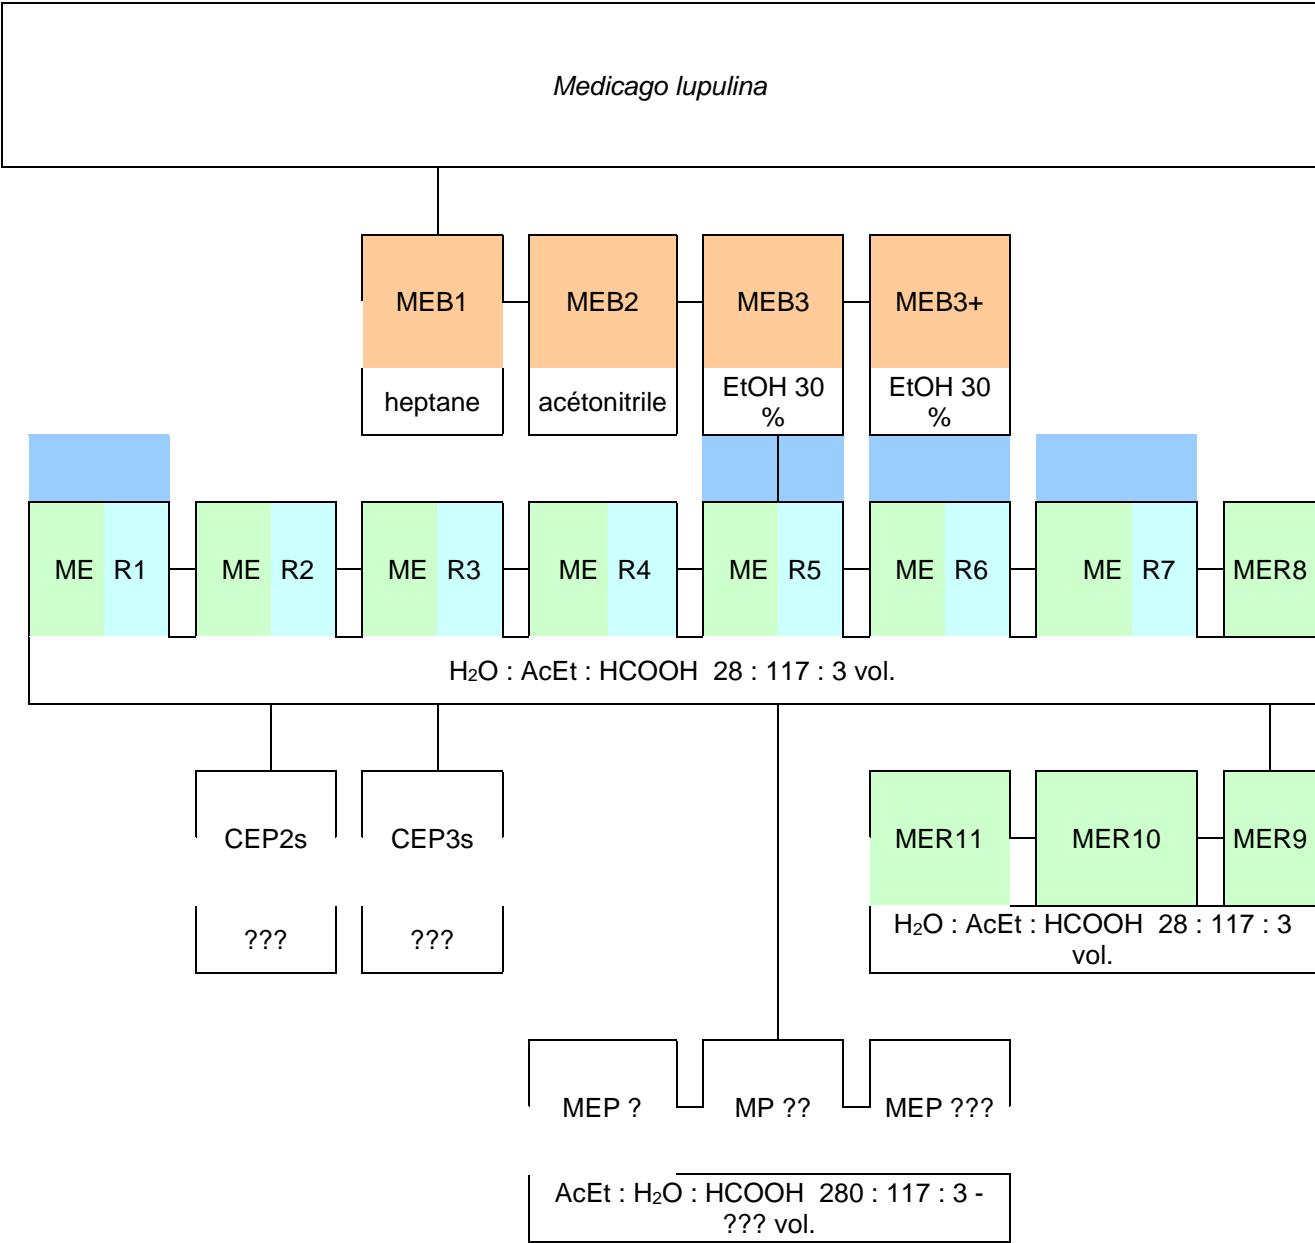 Medicago lupulina
MEB1
MEB2
MEB3
MEB3+
heptane
acétonitrile
EtOH 30
%
EtOH 30
%
ME R1
ME R2
ME R3
ME R4
ME R5
ME R6
ME R7
MER8
H₂O : AcEt : HCOOH 28 : 117 : 3 vol.
CEP2s
CEP3s
MER11
MER10
MER9
???
???
H₂O : AcEt : HCOOH 28 : 117 : 3
vol.
MEP ?
MP ??
MEP ???
AcEt : H₂O : HCOOH 280 : 117 : 3 -
??? vol.